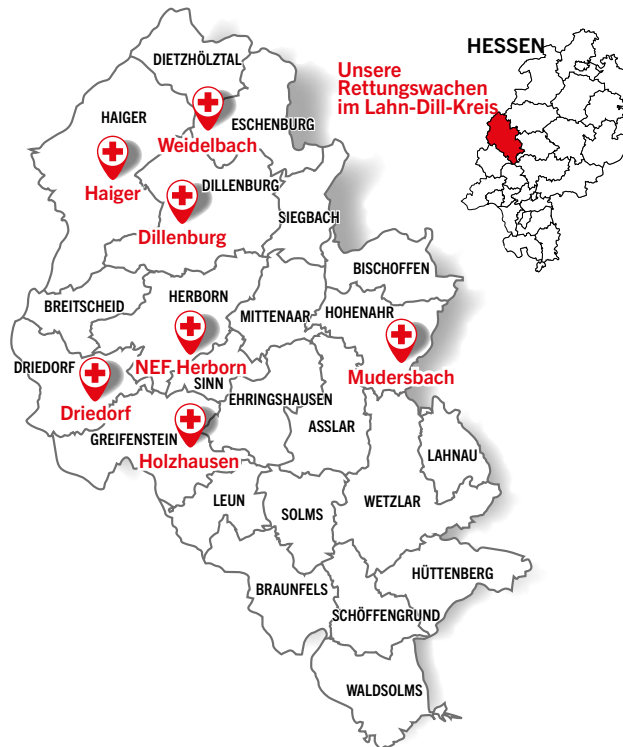 DIETZHÖLZTAL
HESSEN
Unsere
Rettungswachen
im Lahn-Dill-Kreis
HAIGER
ESCHENBURG
Weidelbach
Haiger
DILLENBURG
SIEGBACH
Dillenburg
BISCHOFFEN
BREITSCHEID
HERBORN
MITTENAAR
HOHENAHR
DRIEDORF
NEF Herborn
SINN
Mudersbach
Driedorf
EHRINGSHAUSEN
ASSLAR
GREIFENSTEIN
Holzhausen
LAHNAU
LEUN
SOLMS
WETZLAR
HÜTTENBERG
BRAUNFELS
SCHÖFFENGRUND
WALDSOLMS